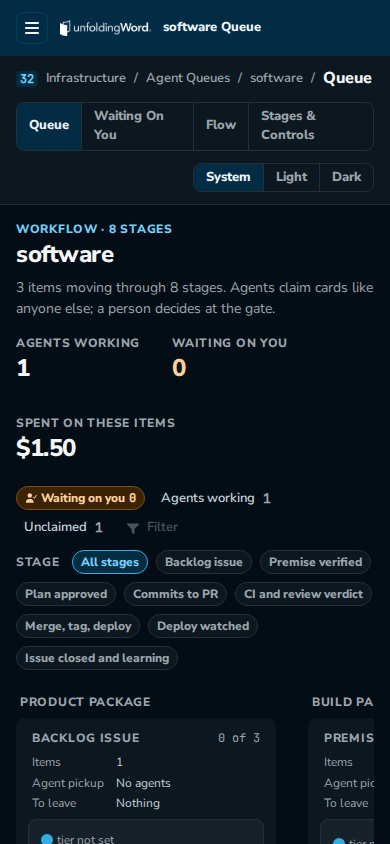 unfoldingWord. software Queue
32 Infrastructure / Agent Queues / software / Queue
Queue
Waiting On You
Flow
Stages & Controls
System Light Dark
WORKFLOW · 8 STAGES
software
3 items moving through 8 stages. Agents claim cards like
anyone else; a person decides at the gate.
AGENTS WORKING WAITING ON YOU
1 0
SPENT ON THESE ITEMS
$1.50
Waiting on you 0 Agents working 1
Unclaimed 1 Filter
STAGE All stages Backlog issue Premise verified
Plan approved Commits to PR CI and review verdict
Merge, tag, deploy Deploy watched
Issue closed and learning
PRODUCT PACKAGE BUILD PA
BACKLOG ISSUE 0 of 3 PREMIS
Items 1 Items
Agent pickup No agents Agent pic
To leave Nothing To leave
tier not set tier r